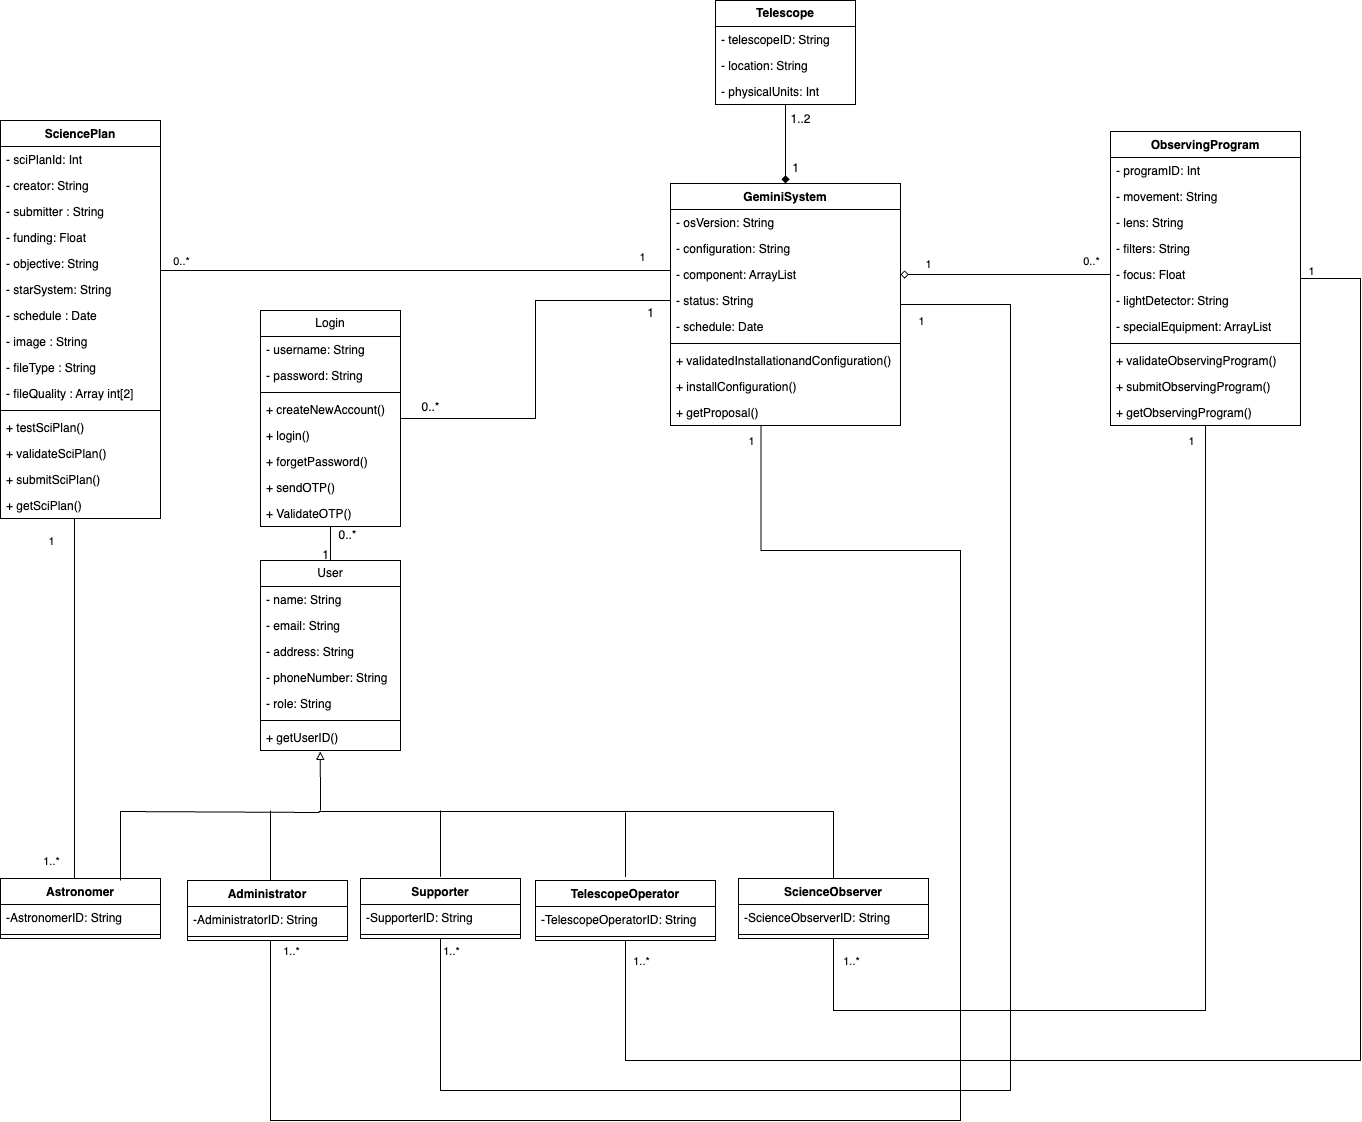 Telescope
- telescopeID: String
- location: String
- physicalUnits: Int
1..2
1
SciencePlan
- sciPlanId: Int
- creator: String
- submitter : String
- funding: Float
- objective: String
- starSystem: String
- schedule : Date
- image : String
- fileType : String
- fileQuality : Array int[2]
+ testSciPlan()
+ validateSciPlan()
+ submitSciPlan()
+ getSciPlan()
0..*
1
1
1..*
GeminiSystem
- osVersion: String
- configuration: String
- component: ArrayList
- status: String
- schedule: Date
+ validatedInstallationandConfiguration()
+ installConfiguration()
+ getProposal()
1
0..*
1
1
1
ObservingProgram
- programID: Int
- movement: String
- lens: String
- filters: String
- focus: Float
- lightDetector: String
- specialEquipment: ArrayList
+ validateObservingProgram()
+ submitObservingProgram()
+ getObservingProgram()
1
1
Login
- username: String
- password: String
+ createNewAccount()
+ login()
+ forgetPassword()
+ sendOTP()
+ ValidateOTP()
0..*
0..*
1
User
- name: String
- email: String
- address: String
- phoneNumber: String
- role: String
+ getUserID()
Astronomer
-AstronomerID: String
Administrator
-AdministratorID: String
1..*
Supporter
-SupporterID: String
1..*
TelescopeOperator
-TelescopeOperatorID: String
1..*
ScienceObserver
-ScienceObserverID: String
1..*